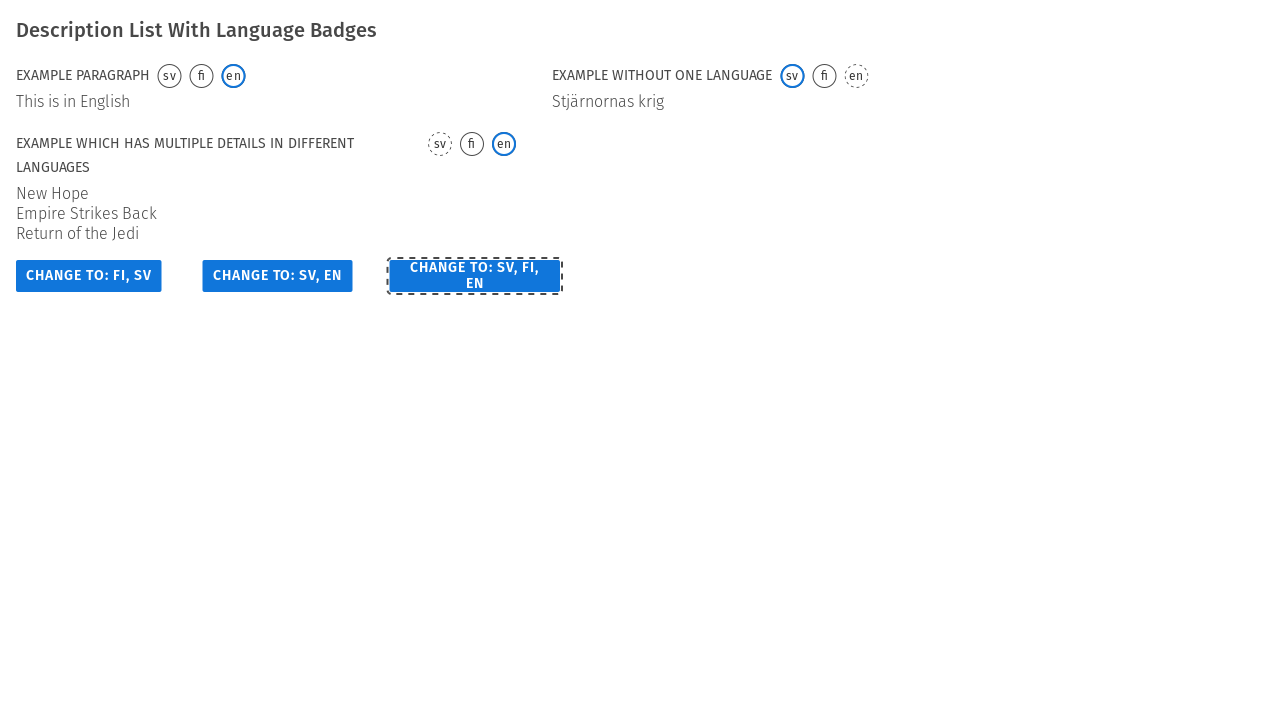 Description List With Language Badges
EXAMPLE PARAGRAPH sv fi en
This is in English
EXAMPLE WITHOUT ONE LANGUAGE sv fi en
Stjärnornas krig
EXAMPLE WHICH HAS MULTIPLE DETAILS IN DIFFERENT sv fi en
LANGUAGES
New Hope
Empire Strikes Back
Return of the Jedi
CHANGE TO: FI, SV
CHANGE TO: SV, EN
CHANGE TO: SV, FI,
EN